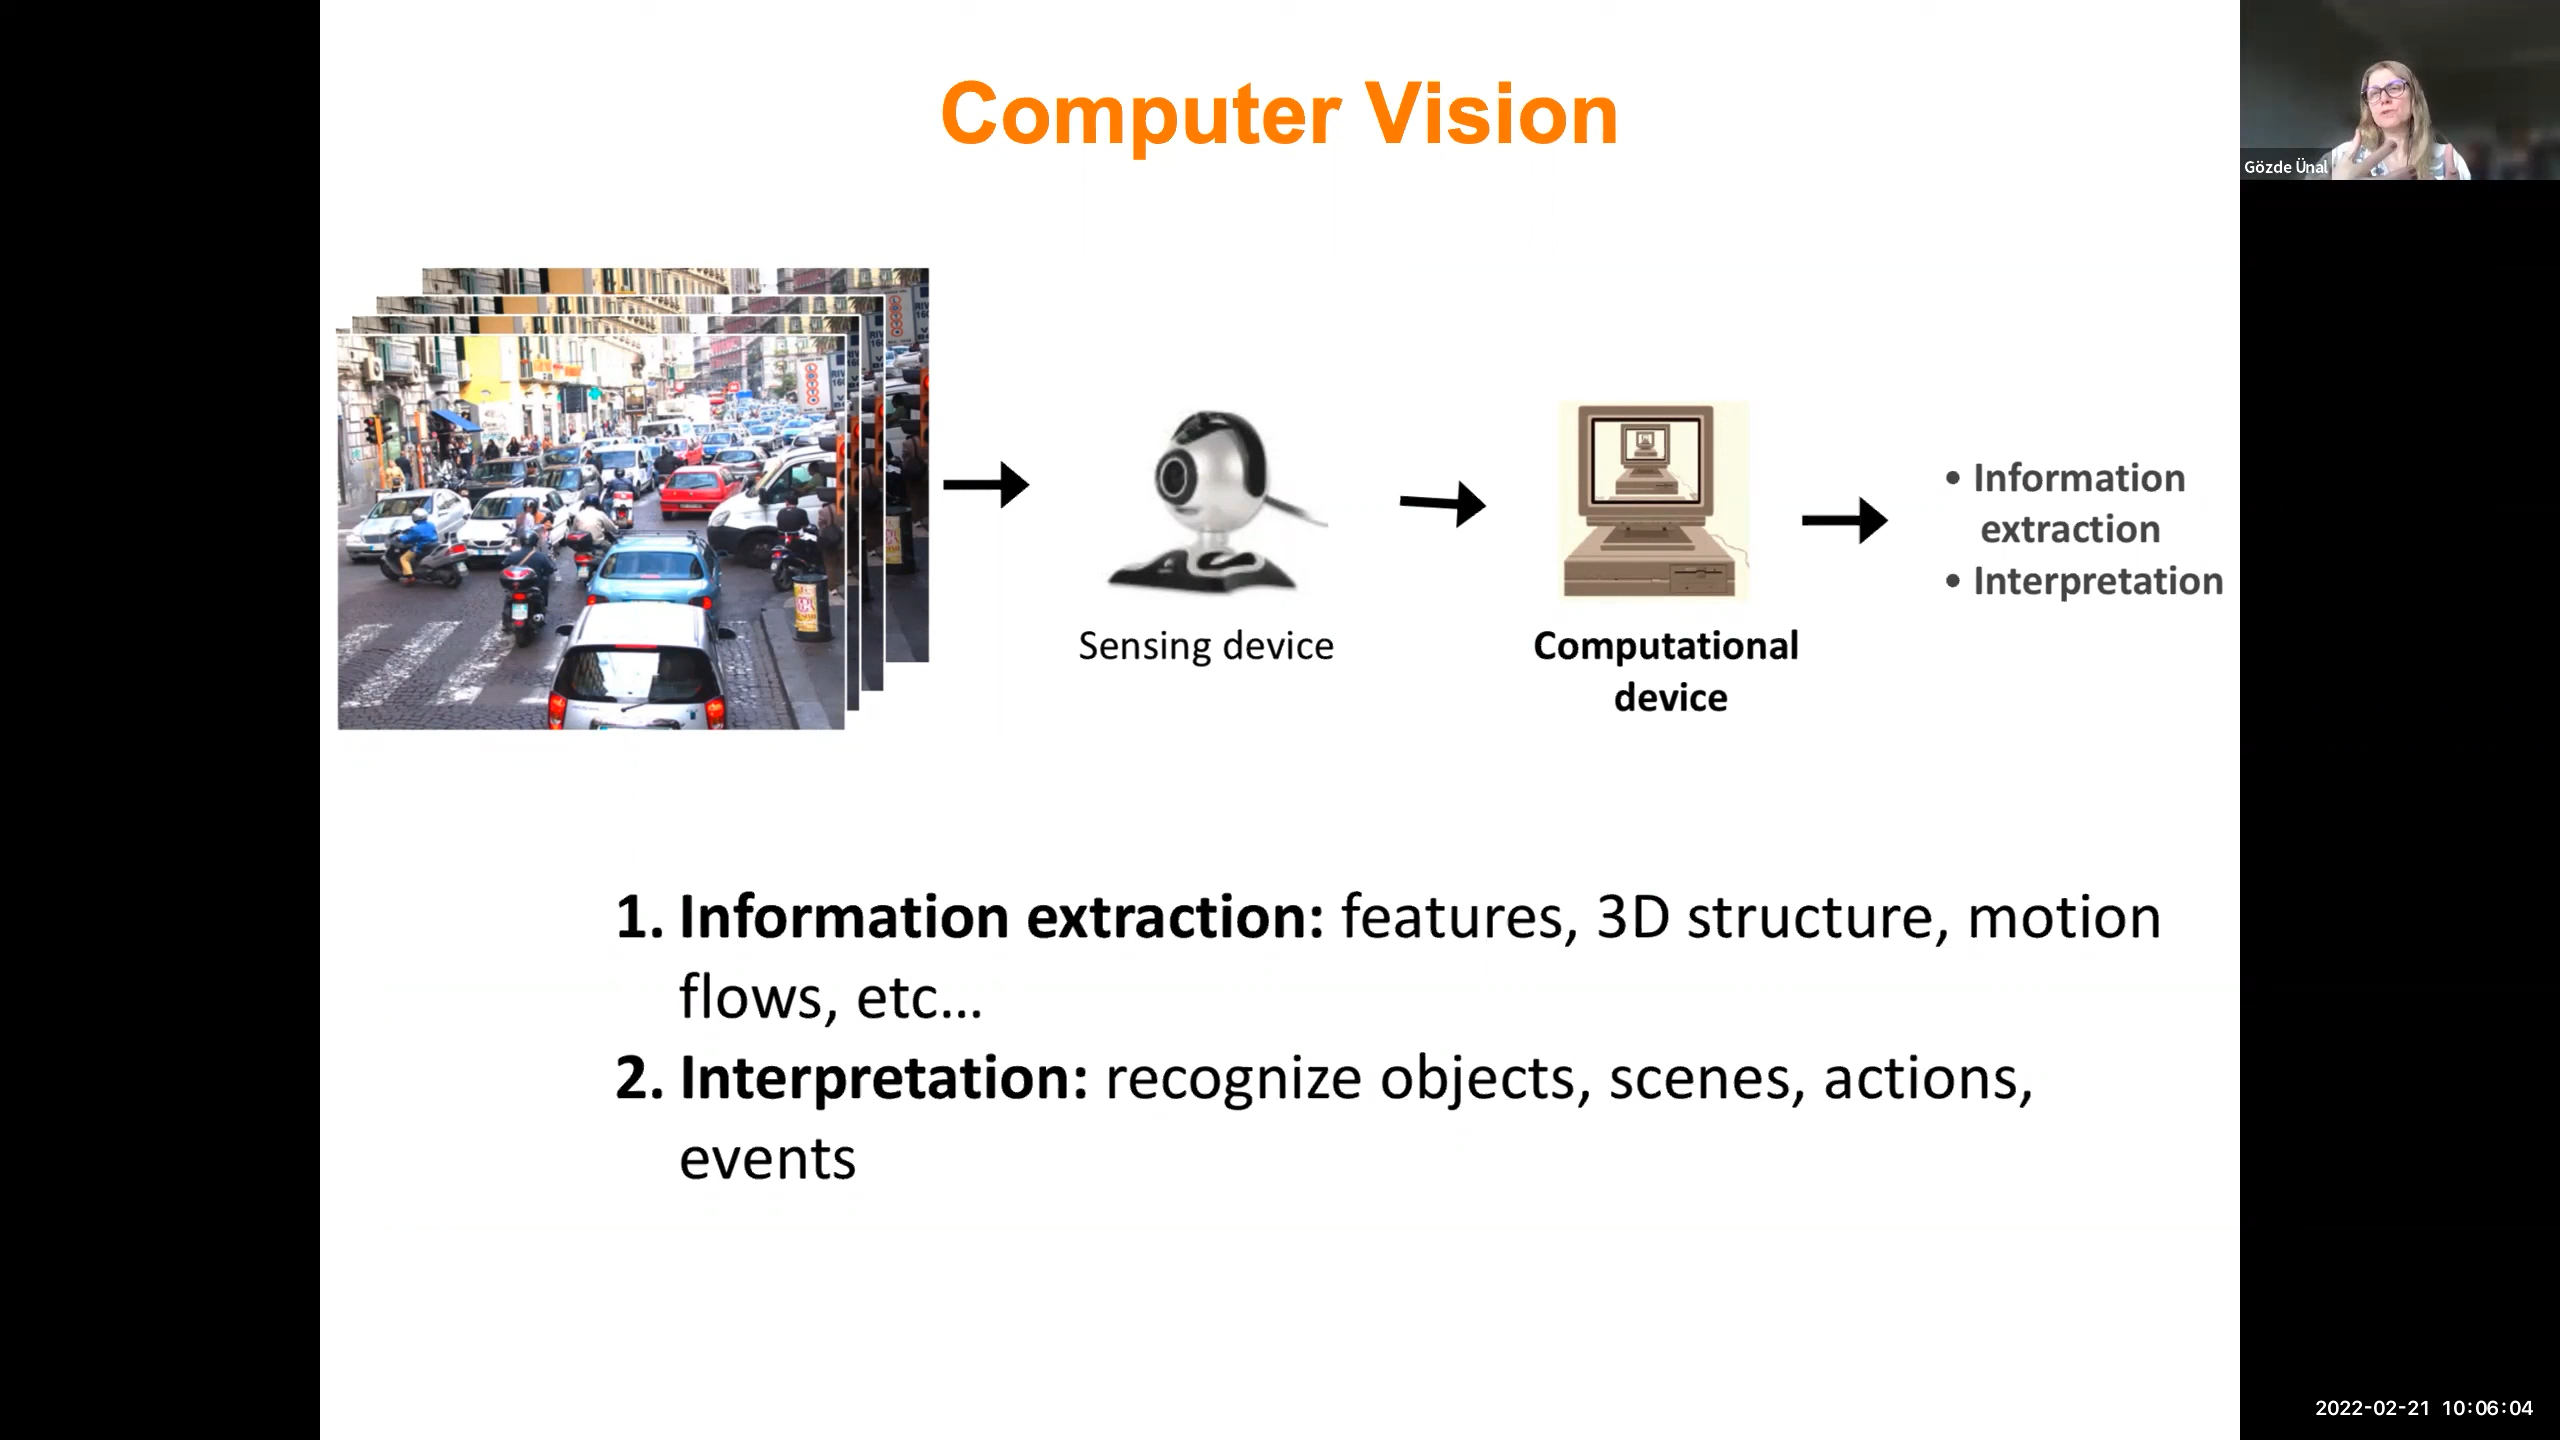 Computer Vision
Gözde Ünal
Sensing device
Computational
device
• Information
extraction
• Interpretation
1. Information extraction: features, 3D structure, motion
flows, etc...
2. Interpretation: recognize objects, scenes, actions,
events
2022-02-21 10:06:04